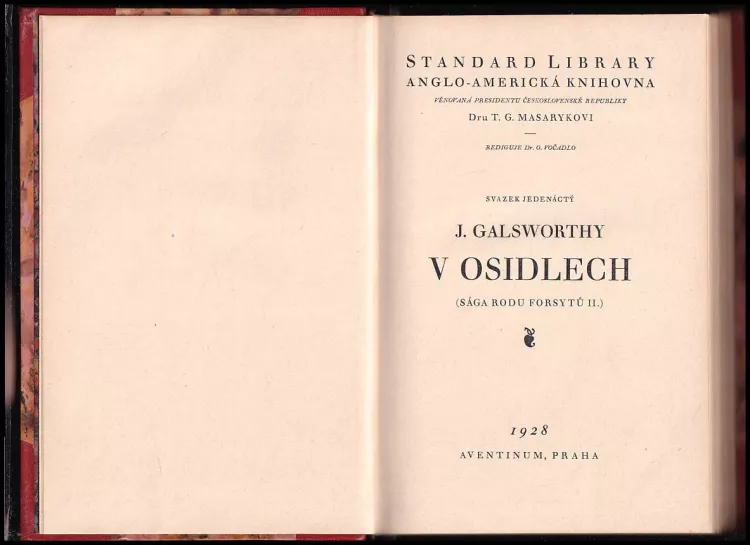 STANDARD LIBRARY
ANGLO-AMERICKÁ KNIHOVNA
VĚNOVANÁ PRESIDENTU ČESKOSLOVENSKÉ REPUBLIKY
Dru T. G. MASARYKOVI
REDIGUJE Dr. O. VOČADLO
SVAZEK JEDENÁCTÝ
J. GALSWORTHY
V OSIDLECH
(SÁGA RODU FORSYTŮ II.)
1928
AVENTINUM, PRAHA